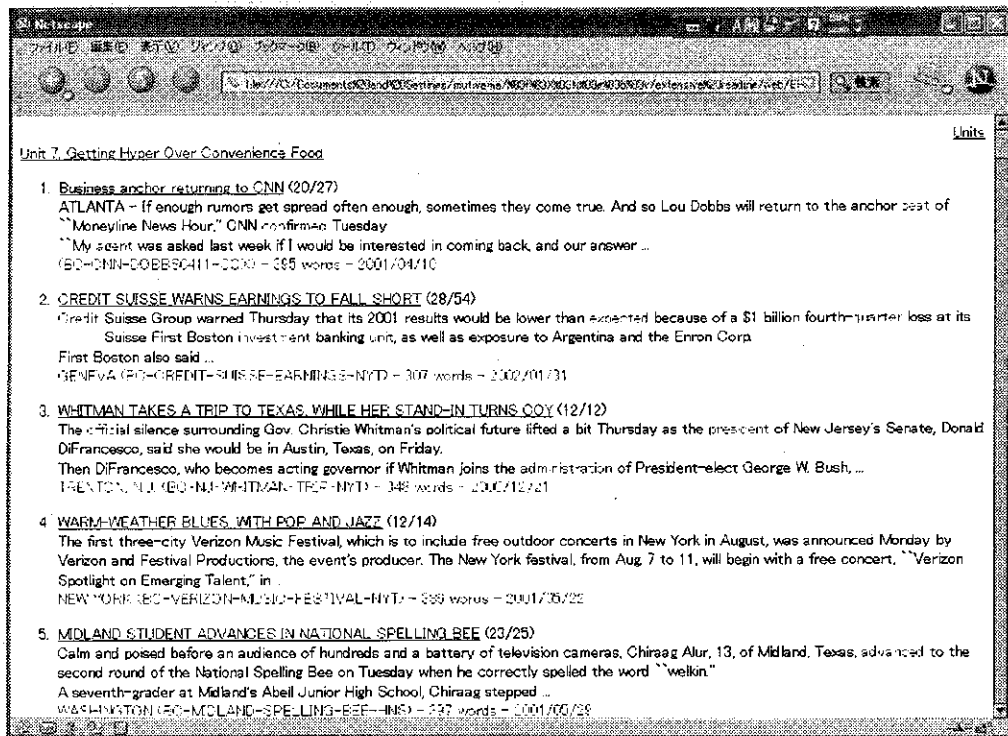 Netscape
ファイル(F) 編集(E) 表示(V) ジャンプ(G) ブックマーク(B) ツール(T) ウィンドウ(W) ヘルプ(H)
検索
Units
Unit 7. Getting Hyper Over Convenience Food
1. Business anchor returning to CNN (20/27)
ATLANTA - If enough rumors get spread often enough, sometimes they come true. And so Lou Dobbs will return to the anchor seat of
``Moneyline News Hour," CNN confirmed Tuesday
``My agent was asked last week if I would be interested in coming back, and our answer ...
- 395 words - 2001/04/10
2. CREDIT SUISSE WARNS EARNINGS TO FALL SHORT (28/54)
Credit Suisse Group warned Thursday that its 2001 results would be lower than expected because of a $1 billion fourth-quarter loss at its
Suisse First Boston investment banking unit, as well as exposure to Argentina and the Enron Corp.
First Boston also said ...
GENEVA (BC-CREDIT-SUISSE-EARNINGS-NYT) - 307 words - 2002/01/31
3. WHITMAN TAKES A TRIP TO TEXAS, WHILE HER STAND-IN TURNS COY (12/12)
The official silence surrounding Gov. Christie Whitman's political future lifted a bit Thursday as the president of New Jersey's Senate, Donald
DiFrancesco, said she would be in Austin, Texas, on Friday.
Then DiFrancesco, who becomes acting governor if Whitman joins the administration of President-elect George W. Bush, ...
TRENTON, N.J. (BC-NJ-WHITMAN-TRIP-NYT) - 948 words - 2000/12/21
4. WARM-WEATHER BLUES, WITH POP AND JAZZ (12/14)
The first three-city Verizon Music Festival, which is to include free outdoor concerts in New York in August, was announced Monday by
Verizon and Festival Productions, the event's producer. The New York festival, from Aug. 7 to 11, will begin with a free concert, ``Verizon
Spotlight on Emerging Talent," in ..
NEW YORK (BC-VERIZON-MUSIC-FESTIVAL-NYT) - words - 2001/05/22
5. MIDLAND STUDENT ADVANCES IN NATIONAL SPELLING BEE (23/25)
Calm and poised before an audience of hundreds and a battery of television cameras, Chiraag Alur, 13, of Midland, Texas, advanced to the
second round of the National Spelling Bee on Tuesday when he correctly spelled the word ``welkin."
A seventh-grader at Midland's Abell Junior High School, Chiraag stepped ...
WASHINGTON (BC-MIDLAND-SPELLING-BEE-HNS) - 297 words - 2001/05/29